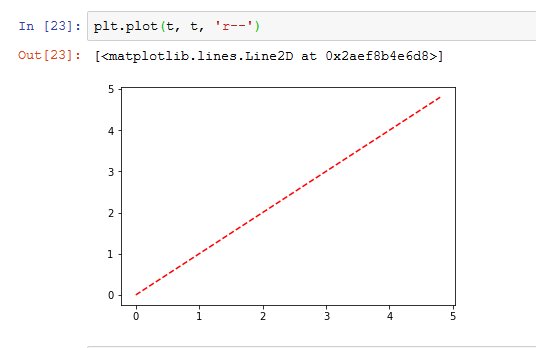 In [23]: plt.plot(t, t, 'r--')
Out[23]: [<matplotlib.lines.Line2D at 0x2aef8b4e6d8>]
5
4
3
2
1
0
0 1 2 3 4 5